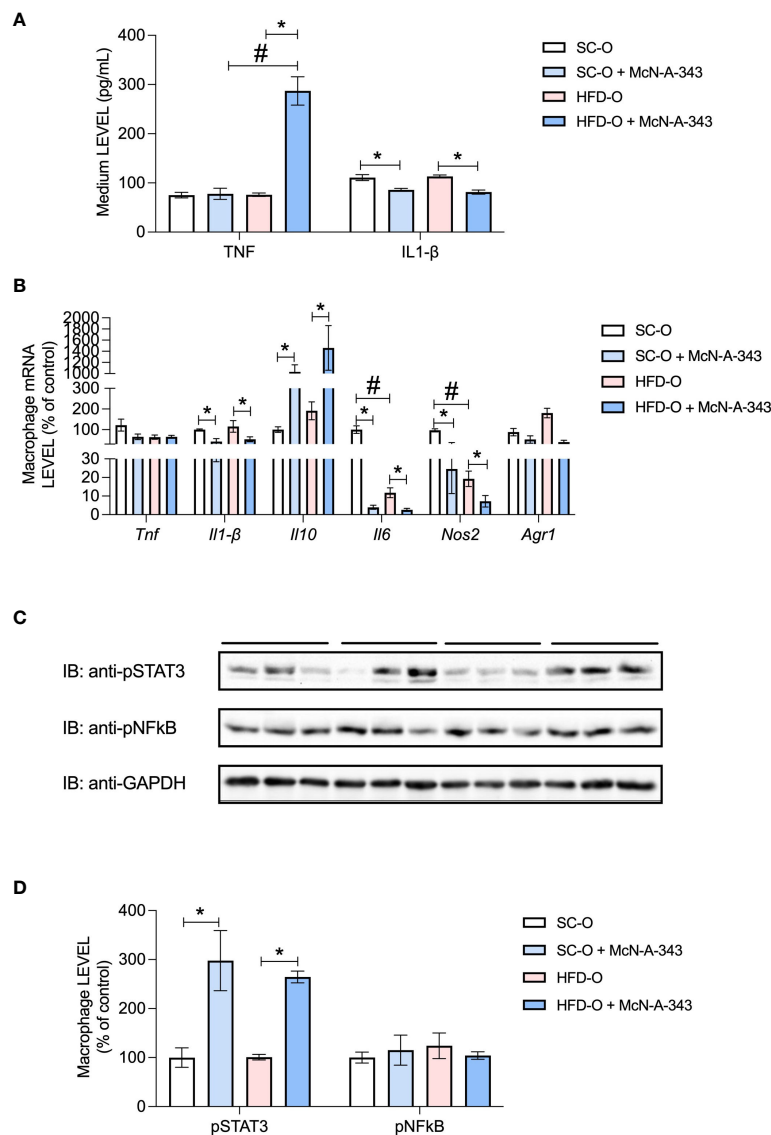 A
Medium LEVEL (pg/mL)
400
300
200
100
0
*
#
*
*
TNF
IL1-β
SC-O
SC-O + McN-A-343
HFD-O
HFD-O + McN-A-343
B
Macrophage mRNA
LEVEL (% of control)
2000
1800
1600
1400
1200
1000
300
200
100
30
20
10
0
*
*
*
*
#
*
*
#
*
*
Tnf
Il1-β
Il10
Il6
Nos2
Agr1
SC-O
SC-O + McN-A-343
HFD-O
HFD-O + McN-A-343
C
IB: anti-pSTAT3
IB: anti-pNFkB
IB: anti-GAPDH
D
Macrophage LEVEL
(% of control)
400
300
200
100
0
*
*
pSTAT3
pNFkB
SC-O
SC-O + McN-A-343
HFD-O
HFD-O + McN-A-343